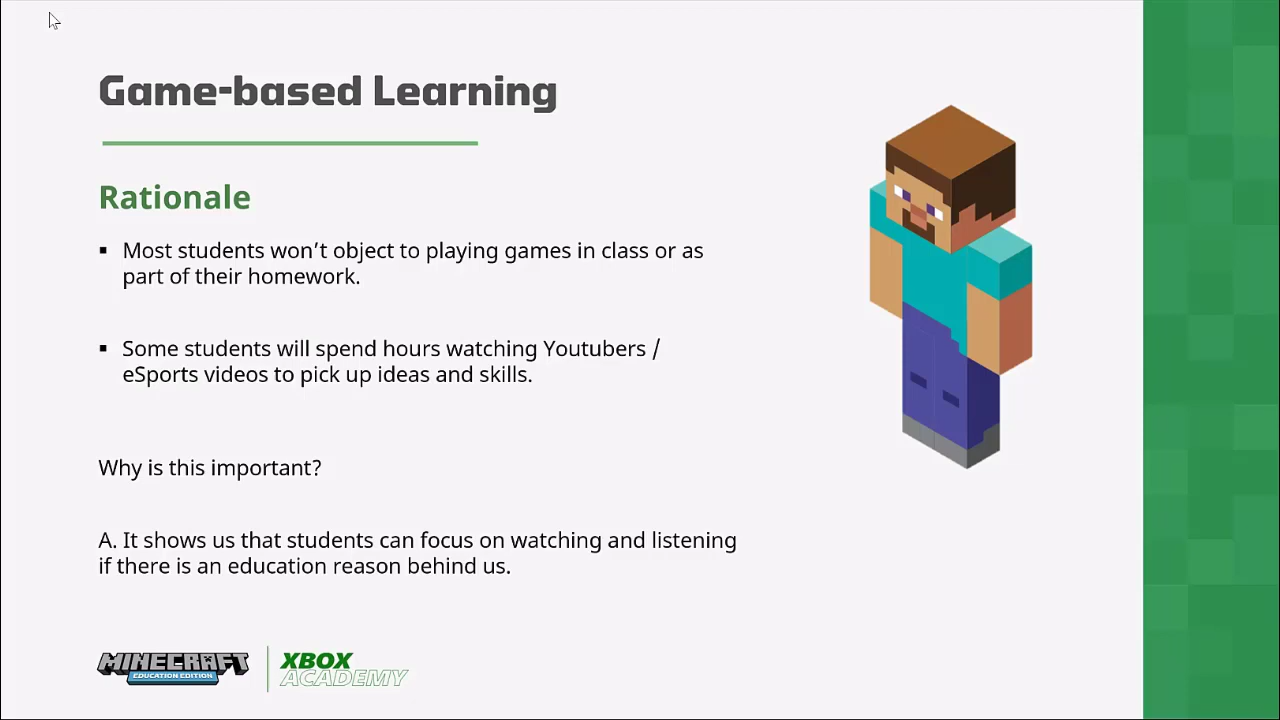 Game-based Learning
Rationale
▪ Most students won't object to playing games in class or as
part of their homework.
▪ Some students will spend hours watching Youtubers /
eSports videos to pick up ideas and skills.
Why is this important?
A. It shows us that students can focus on watching and listening
if there is an education reason behind us.
MINECRAFT
EDUCATION EDITION
XBOX
ACADEMY